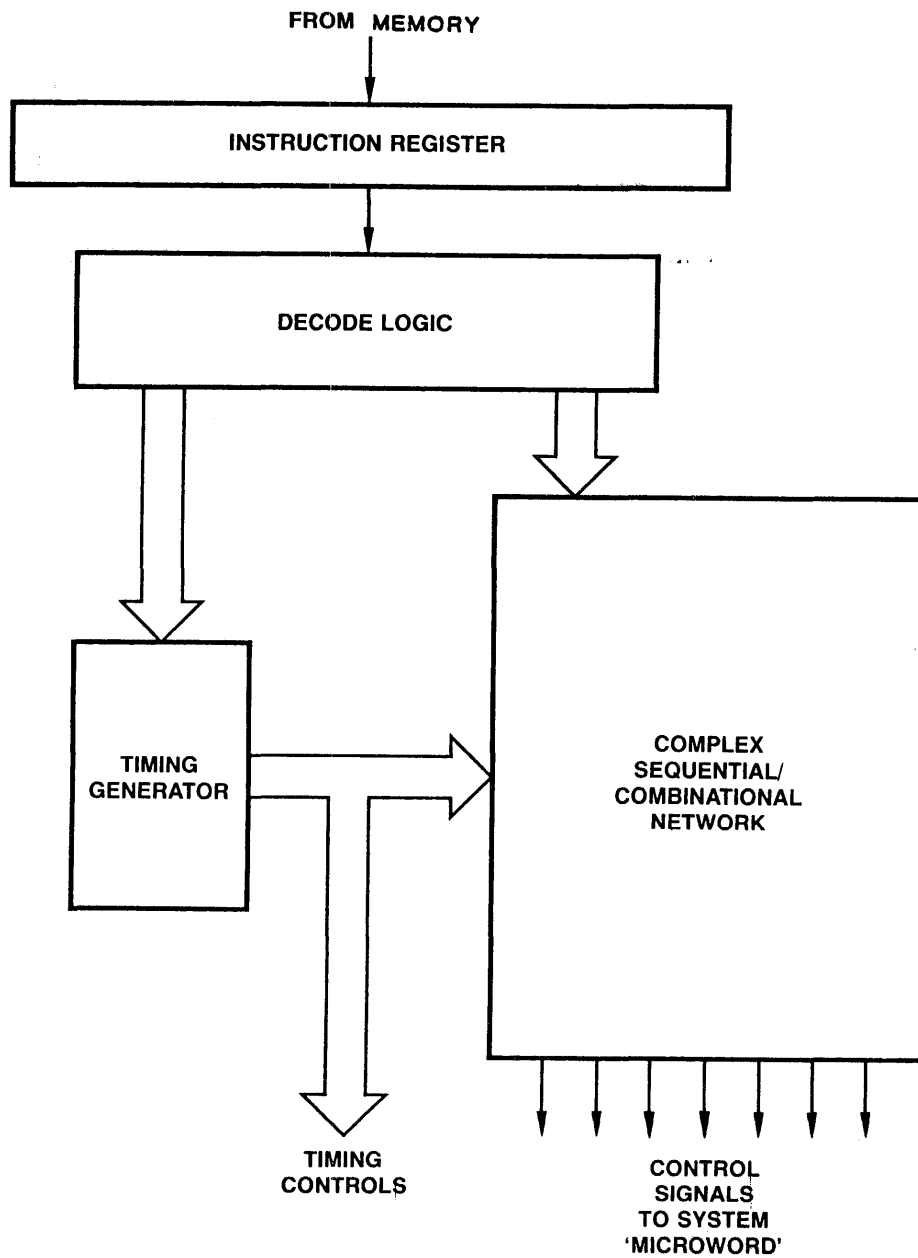 FROM MEMORY
INSTRUCTION REGISTER
DECODE LOGIC
TIMING
GENERATOR
COMPLEX
SEQUENTIAL/
COMBINATIONAL
NETWORK
TIMING
CONTROLS
CONTROL
SIGNALS
TO SYSTEM
'MICROWORD'